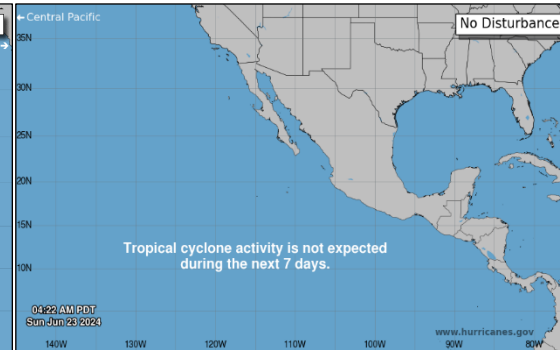 ←Central Pacific
No Disturbance
→
35N
30N
25N
20N
15N
10N
Tropical cyclone activity is not expected
during the next 7 days.
04:22 AM PDT
Sun Jun 23 2024
www.hurricanes.gov
140W 130W 120W 110W 100W 90W 80W